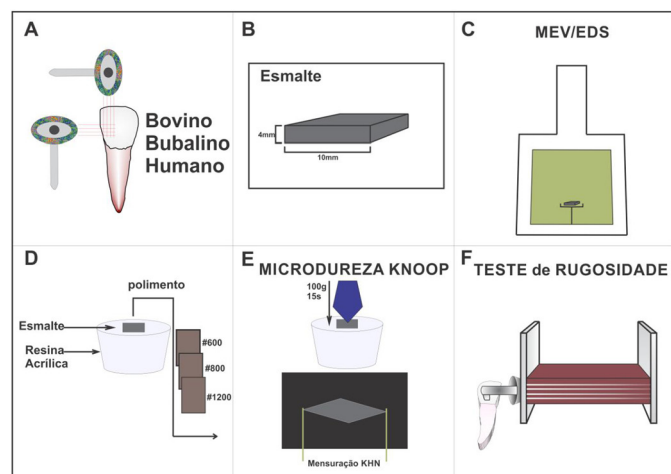 A
Bovino
Bubalino
Humano
B
Esmalte
4mm
10mm
C
MEV/EDS
D
polimento
Esmalte
Resina
Acrílica
#600
#800
#1200
E
MICRODUREZA KNOOP
100g
15s
Mensuração KHN
F
TESTE de RUGOSIDADE